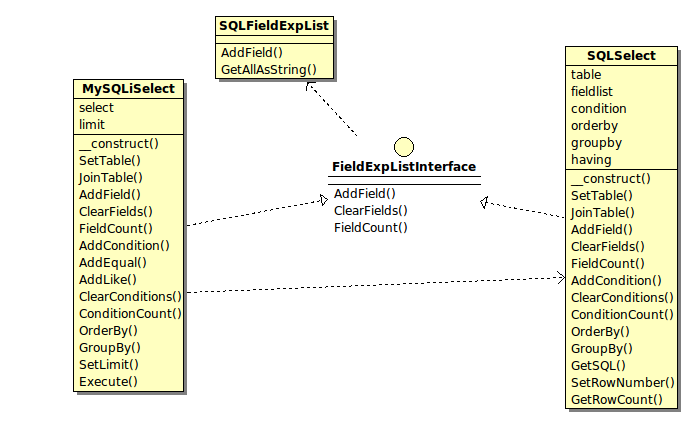 SQLFieldExpList
AddField()
GetAllAsString()
MySQLiSelect
select
limit
__construct()
SetTable()
JoinTable()
AddField()
ClearFields()
FieldCount()
AddCondition()
AddEqual()
AddLike()
ClearConditions()
ConditionCount()
OrderBy()
GroupBy()
SetLimit()
Execute()
FieldExpListInterface
AddField()
ClearFields()
FieldCount()
SQLSelect
table
fieldlist
condition
orderby
groupby
having
__construct()
SetTable()
JoinTable()
AddField()
ClearFields()
FieldCount()
AddCondition()
ClearConditions()
ConditionCount()
OrderBy()
GroupBy()
GetSQL()
SetRowNumber()
GetRowCount()